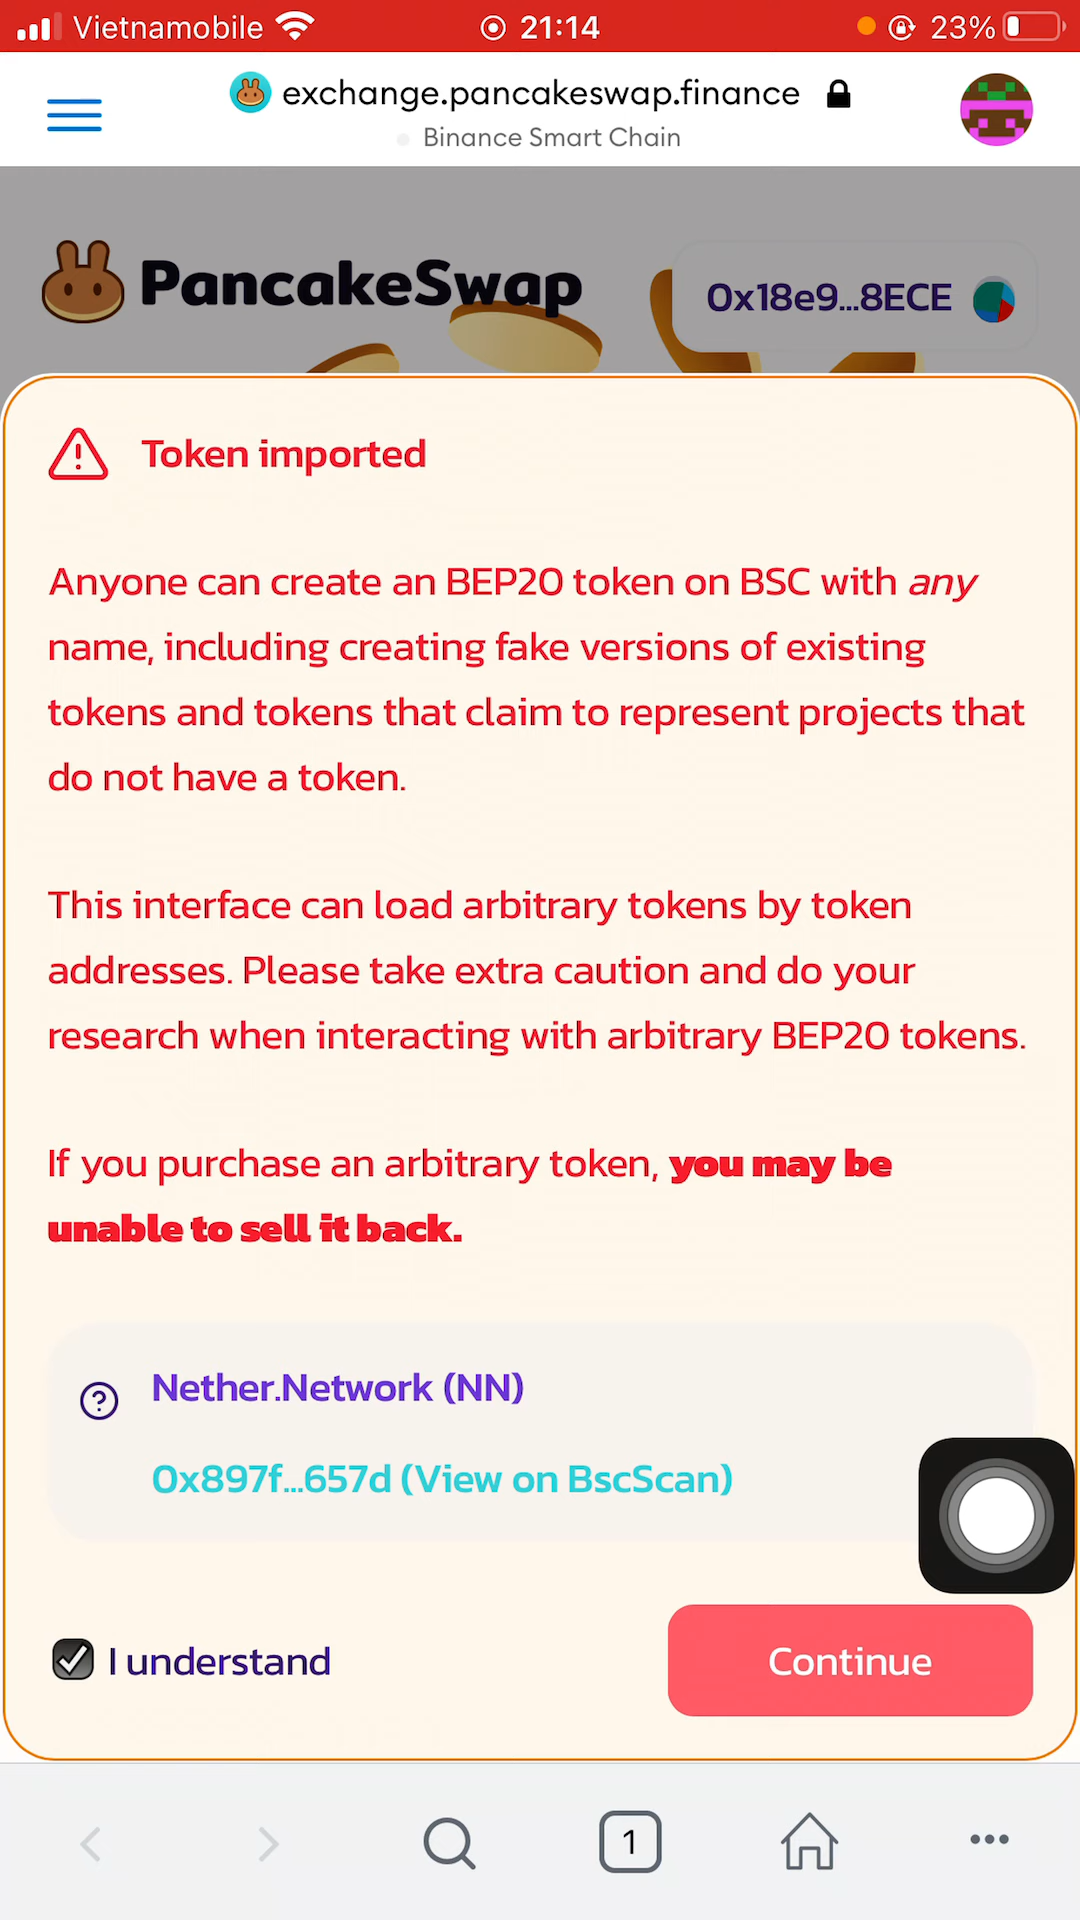 Vietnamobile 21:14 23%
exchange.pancakeswap.finance
Binance Smart Chain
PancakeSwap
0x18e9...8ECE
Token imported
Anyone can create an BEP20 token on BSC with any
name, including creating fake versions of existing
tokens and tokens that claim to represent projects that
do not have a token.
This interface can load arbitrary tokens by token
addresses. Please take extra caution and do your
research when interacting with arbitrary BEP20 tokens.
If you purchase an arbitrary token, you may be
unable to sell it back.
Nether.Network (NN)
0x897f...657d (View on BscScan)
I understand
Continue
1